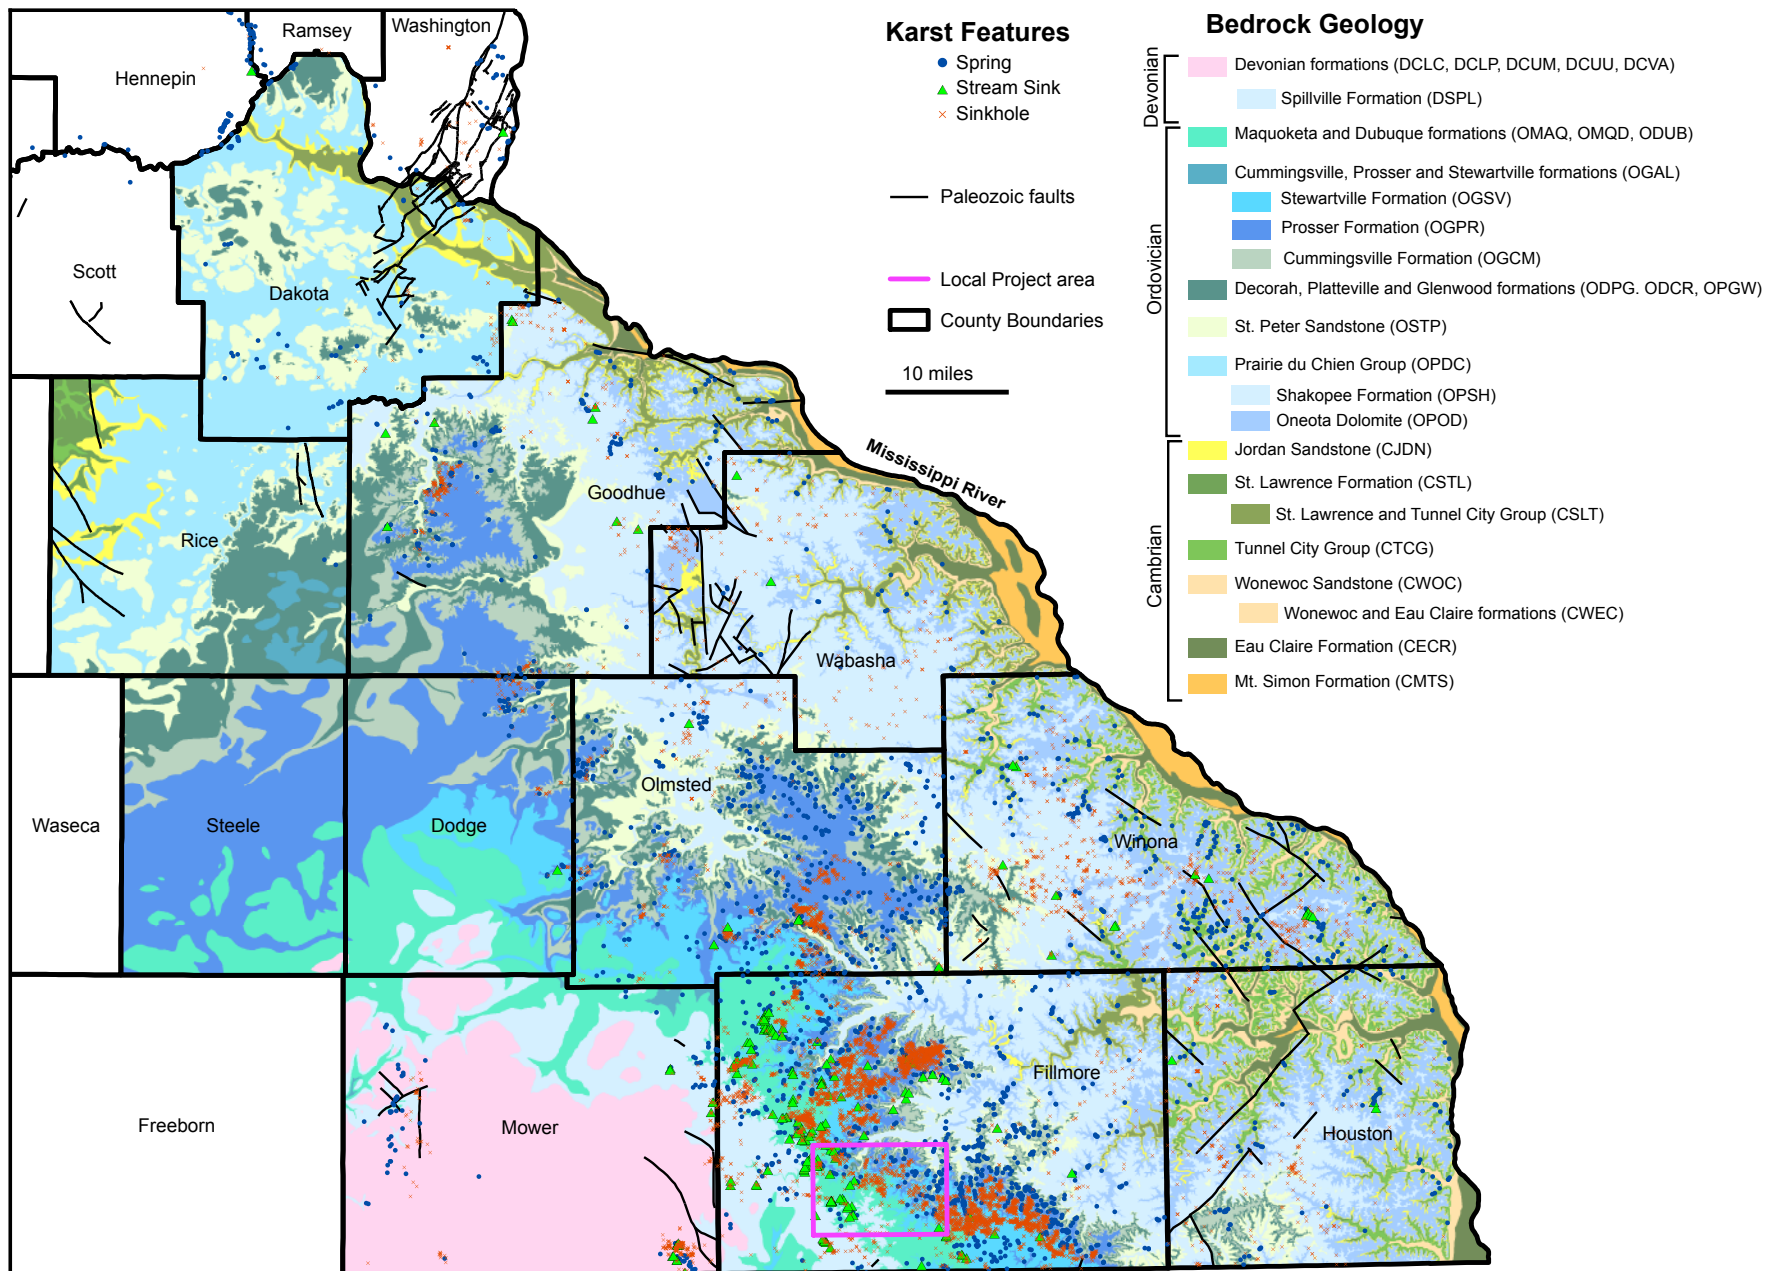 Karst Features
Spring
Stream Sink
Sinkhole
Paleozoic faults
Local Project area
County Boundaries
10 miles
Bedrock Geology
Devonian
Devonian formations (DCLC, DCLP, DCUM, DCUU, DCVA)
Spillville Formation (DSPL)
Ordovician
Maquoketa and Dubuque formations (OMAQ, OMQD, ODUB)
Cummingsville, Prosser and Stewartville formations (OGAL)
Stewartville Formation (OGSV)
Prosser Formation (OGPR)
Cummingsville Formation (OGCM)
Decorah, Platteville and Glenwood formations (ODPG. ODCR, OPGW)
St. Peter Sandstone (OSTP)
Prairie du Chien Group (OPDC)
Shakopee Formation (OPSH)
Oneota Dolomite (OPOD)
Cambrian
Jordan Sandstone (CJDN)
St. Lawrence Formation (CSTL)
St. Lawrence and Tunnel City Group (CSLT)
Tunnel City Group (CTCG)
Wonewoc Sandstone (CWOC)
Wonewoc and Eau Claire formations (CWEC)
Eau Claire Formation (CECR)
Mt. Simon Formation (CMTS)
Ramsey
Washington
Hennepin
Scott
Dakota
Mississippi River
Goodhue
Rice
Wabasha
Olmsted
Waseca
Steele
Dodge
Winona
Fillmore
Freeborn
Mower
Houston